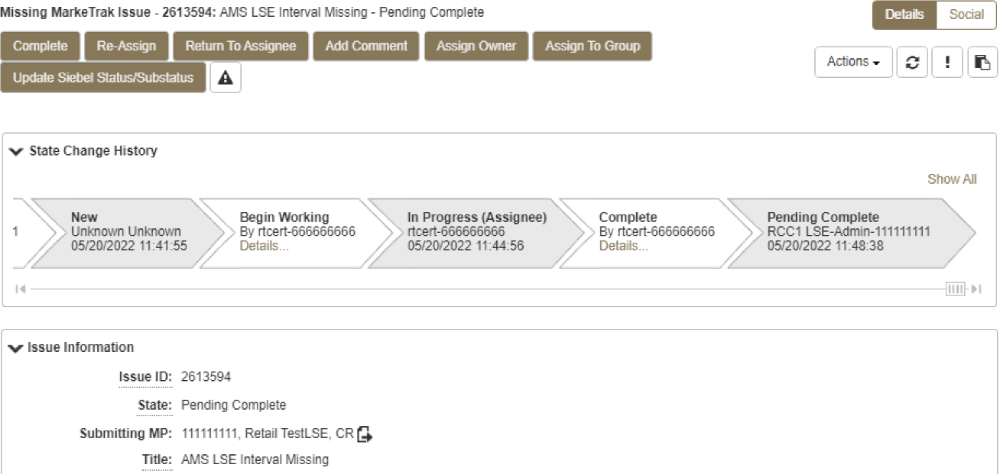 Missing MarkeTrak Issue - 2613594: AMS LSE Interval Missing - Pending Complete
Details Social
Complete Re-Assign Return To Assignee Add Comment Assign Owner Assign To Group
Actions
Update Siebel Status/Substatus
State Change History
Show All
1
New
Unknown Unknown
05/20/2022 11:41:55
Begin Working
By rtcert-666666666
Details...
In Progress (Assignee)
rtcert-666666666
05/20/2022 11:44:56
Complete
By rtcert-666666666
Details...
Pending Complete
RCC1 LSE-Admin-111111111
05/20/2022 11:48:38
Issue Information
Issue ID: 2613594
State: Pending Complete
Submitting MP: 111111111, Retail TestLSE, CR
Title: AMS LSE Interval Missing